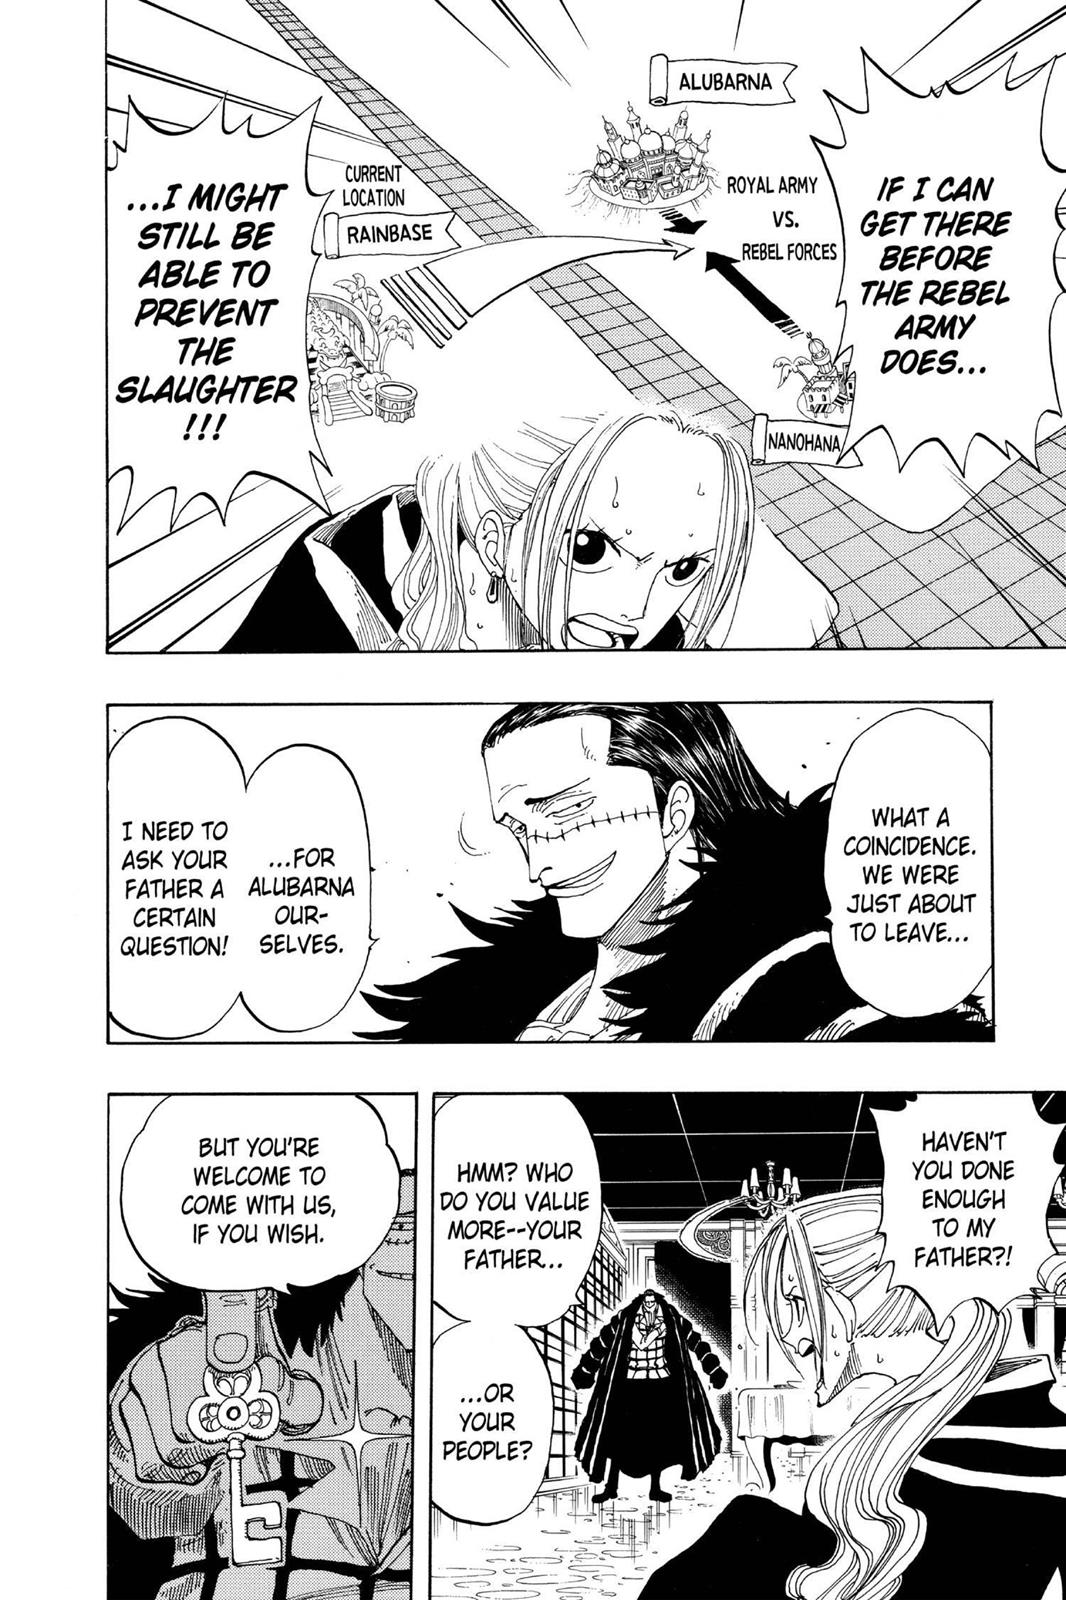 IF I CAN
GET THERE
BEFORE
THE REBEL
ARMY
DOES...
ALUBARNA
ROYAL ARMY
VS.
REBEL FORCES
NANOHANA
CURRENT
LOCATION
RAINBASE
...I MIGHT
STILL BE
ABLE TO
PREVENT
THE
SLAUGHTER
!!!
WHAT A
COINCIDENCE.
WE WERE
JUST ABOUT
TO LEAVE...
...FOR
ALUBARNA
OUR-
SELVES.
I NEED TO
ASK YOUR
FATHER A
CERTAIN
QUESTION!
HAVEN'T
YOU DONE
ENOUGH
TO MY
FATHER?!
HMM? WHO
DO YOU VALUE
MORE--YOUR
FATHER...
...OR
YOUR
PEOPLE?
BUT YOU'RE
WELCOME TO
COME WITH US,
IF YOU WISH.